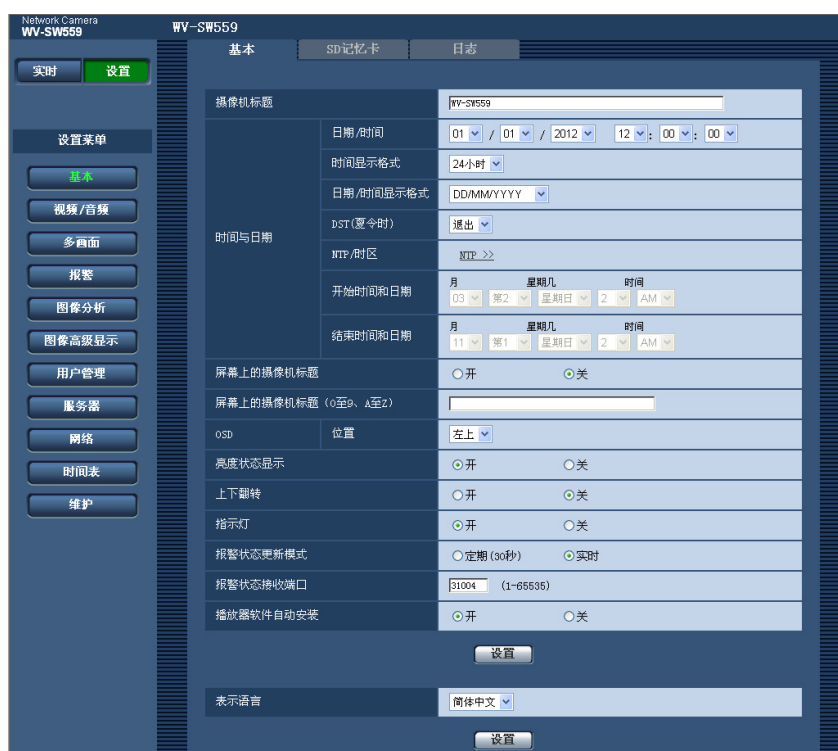 Network Camera
WV-SW559
WV-SW559
实时 设置
设置菜单
基本
视频/音频
多画面
报警
图像分析
图像高级显示
用户管理
服务器
网络
时间表
维护
基本 SD记忆卡 日志
摄像机标题 WV-SW559
时间与日期
日期/时间 01 / 01 / 2012 12 : 00 : 00
时间显示格式 24小时
日期/时间显示格式 DD/MM/YYYY
DST(夏令时) 退出
NTP/时区 NTP >>
开始时间和日期 月 星期几 时间
03 第2 星期日 2 AM
结束时间和日期 月 星期几 时间
11 第1 星期日 2 AM
屏幕上的摄像机标题 开 关
屏幕上的摄像机标题(0至9、A至Z)
OSD 位置 左上
亮度状态显示 开 关
上下翻转 开 关
指示灯 开 关
报警状态更新模式 定期(30秒) 实时
报警状态接收端口 31004 (1-65535)
播放器软件自动安装 开 关
设置
表示语言 简体中文
设置